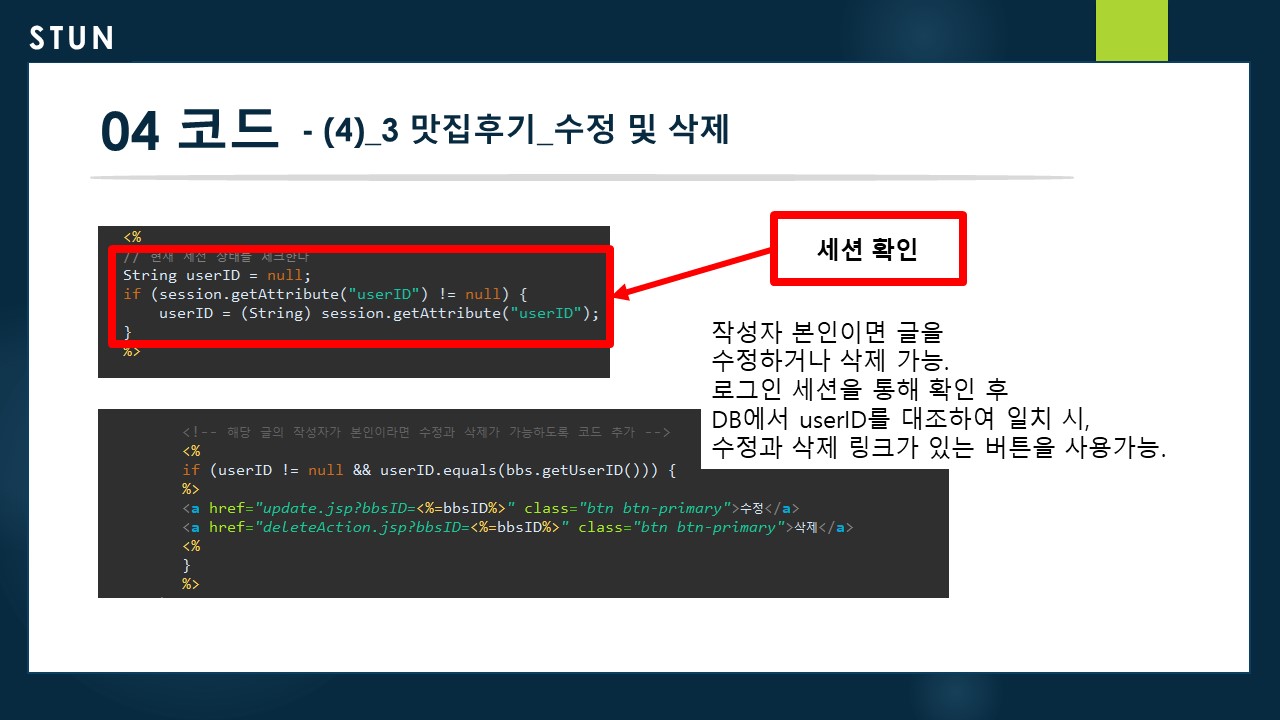 STUN
04 코드 - (4)_3 맛집후기_수정 및 삭제
<%
// 현재 세션 상태를 체크한다
String userID = null;
if (session.getAttribute("userID") != null) {
userID = (String) session.getAttribute("userID");
}
%>
세션 확인
작성자 본인이면 글을
수정하거나 삭제 가능.
로그인 세션을 통해 확인 후
DB에서 userID를 대조하여 일치 시,
수정과 삭제 링크가 있는 버튼을 사용가능.
<!-- 해당 글의 작성자가 본인이라면 수정과 삭제가 가능하도록 코드 추가 -->
<%
if (userID != null && userID.equals(bbs.getUserID())) {
%>
<a href="update.jsp?bbsID=<%=bbsID%>" class="btn btn-primary">수정</a>
<a href="deleteAction.jsp?bbsID=<%=bbsID%>" class="btn btn-primary">삭제</a>
<%
}
%>